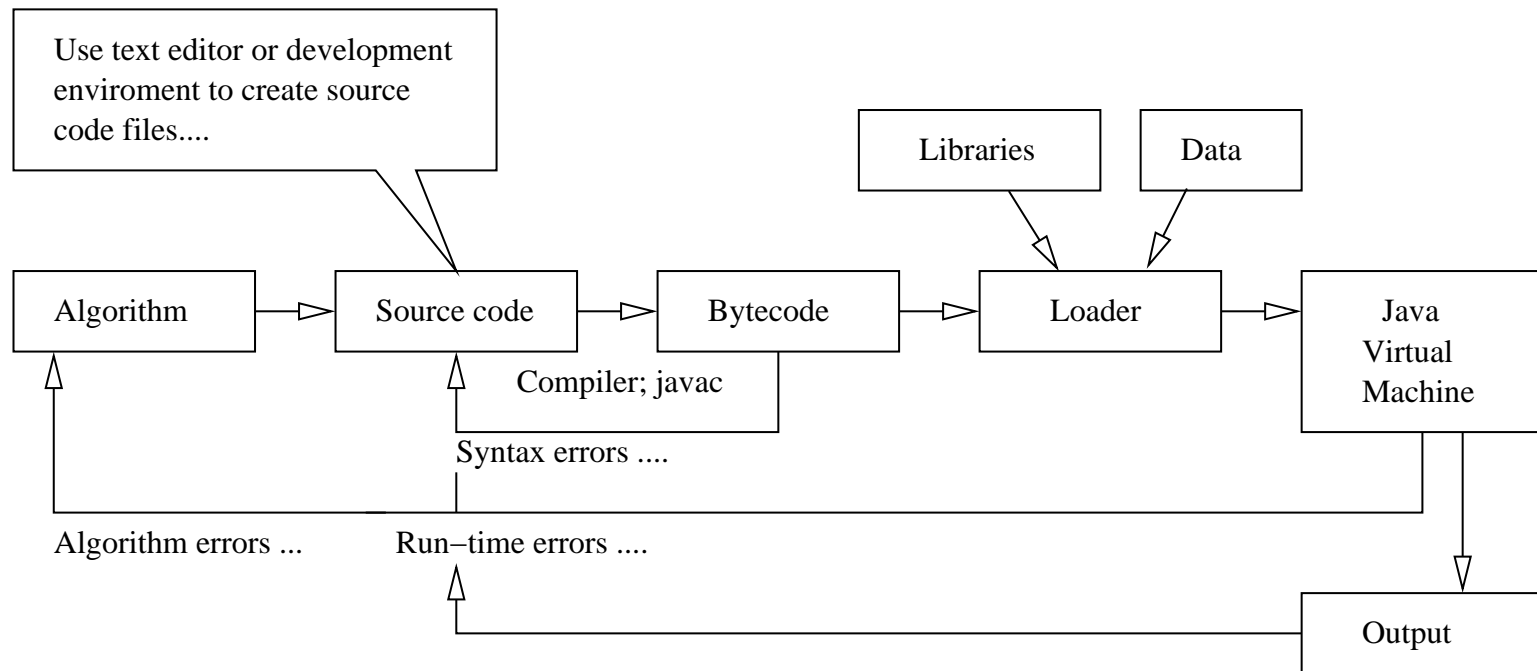 Use text editor or development
enviroment to create source
code files....
Libraries
Data
Algorithm
Source code
Bytecode
Loader
Java
Virtual
Machine
Compiler; javac
Syntax errors ....
Algorithm errors ...
Run−time errors ....
Output